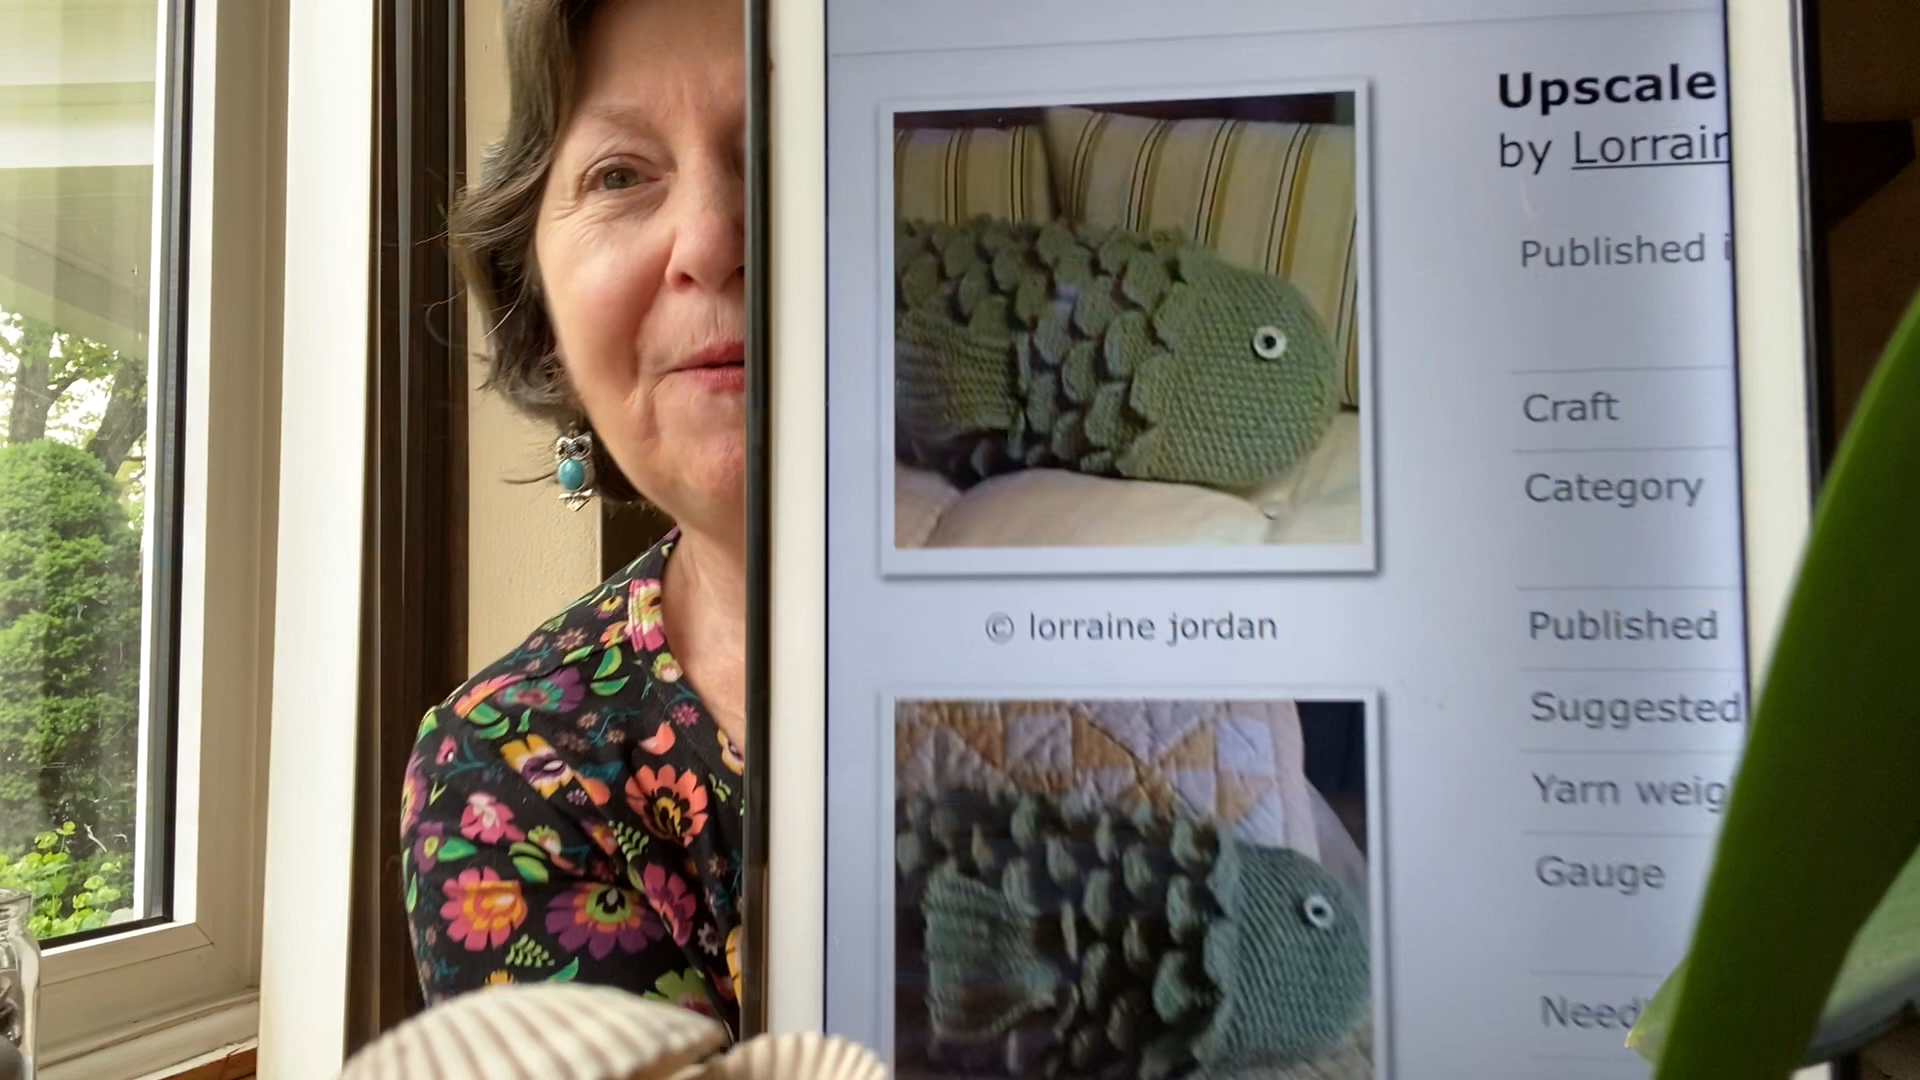 Upscale
by Lorrain
Published
Craft
Category
© lorraine jordan
Published
Suggested
Yarn weig
Gauge
Need